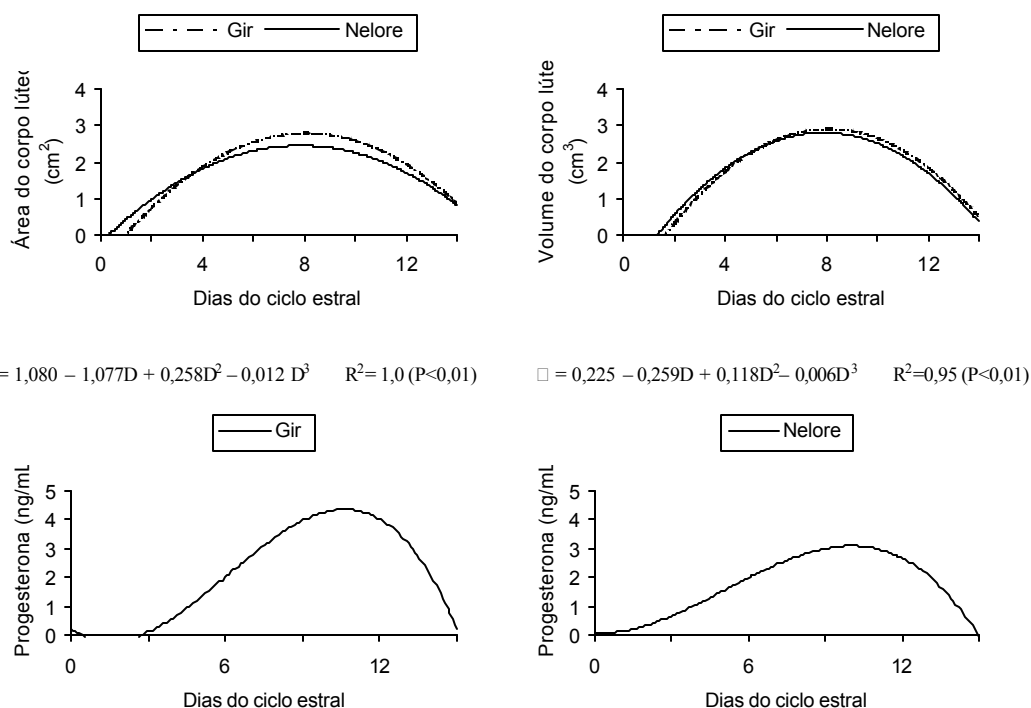 Gir Nelore
Gir Nelore
Área do corpo lúteo
(cm²)
4
3
2
1
0
0 4 8 12
Dias do ciclo estral
Volume do corpo lúte
(cm³)
4
3
2
1
0
0 4 8 12
Dias do ciclo estral
= 1,080 – 1,077D + 0,258D² – 0,012 D³ R²= 1,0 (P<0,01)
= 0,225 – 0,259D + 0,118D² – 0,006D³ R²=0,95 (P<0,01)
Gir
Nelore
Progesterona (ng/mL
5
4
3
2
1
0
0 6 12
Dias do ciclo estral
Progesterona (ng/mL
5
4
3
2
1
0
0 6 12
Dias do ciclo estral